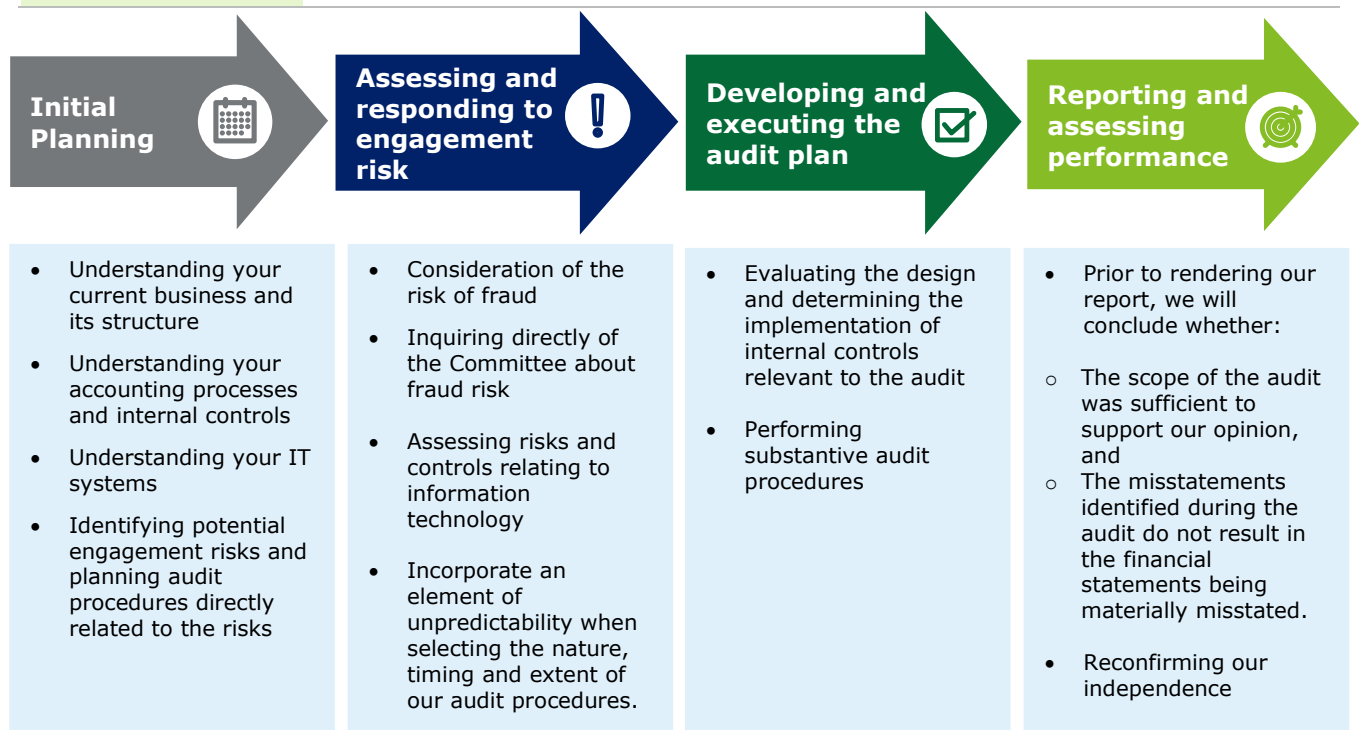 Initial
Planning
Assessing and
responding to
engagement
risk
Developing and
executing the
audit plan
Reporting and
assessing
performance
• Understanding your
current business and
its structure
• Understanding your
accounting processes
and internal controls
• Understanding your IT
systems
• Identifying potential
engagement risks and
planning audit
procedures directly
related to the risks
• Consideration of the
risk of fraud
• Inquiring directly of
the Committee about
fraud risk
• Assessing risks and
controls relating to
information
technology
• Incorporate an
element of
unpredictability when
selecting the nature,
timing and extent of
our audit procedures.
• Evaluating the design
and determining the
implementation of
internal controls
relevant to the audit
• Performing
substantive audit
procedures
• Prior to rendering our
report, we will
conclude whether:
o The scope of the audit
was sufficient to
support our opinion,
and
o The misstatements
identified during the
audit do not result in
the financial
statements being
materially misstated.
• Reconfirming our
independence